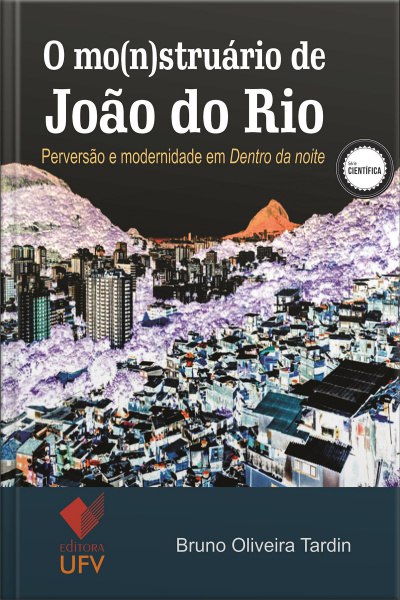 O mo(n)struário de
João do Rio
Perversão e modernidade em Dentro da noite
Série
CIENTÍFICA
EDITORA
UFV
Bruno Oliveira Tardin